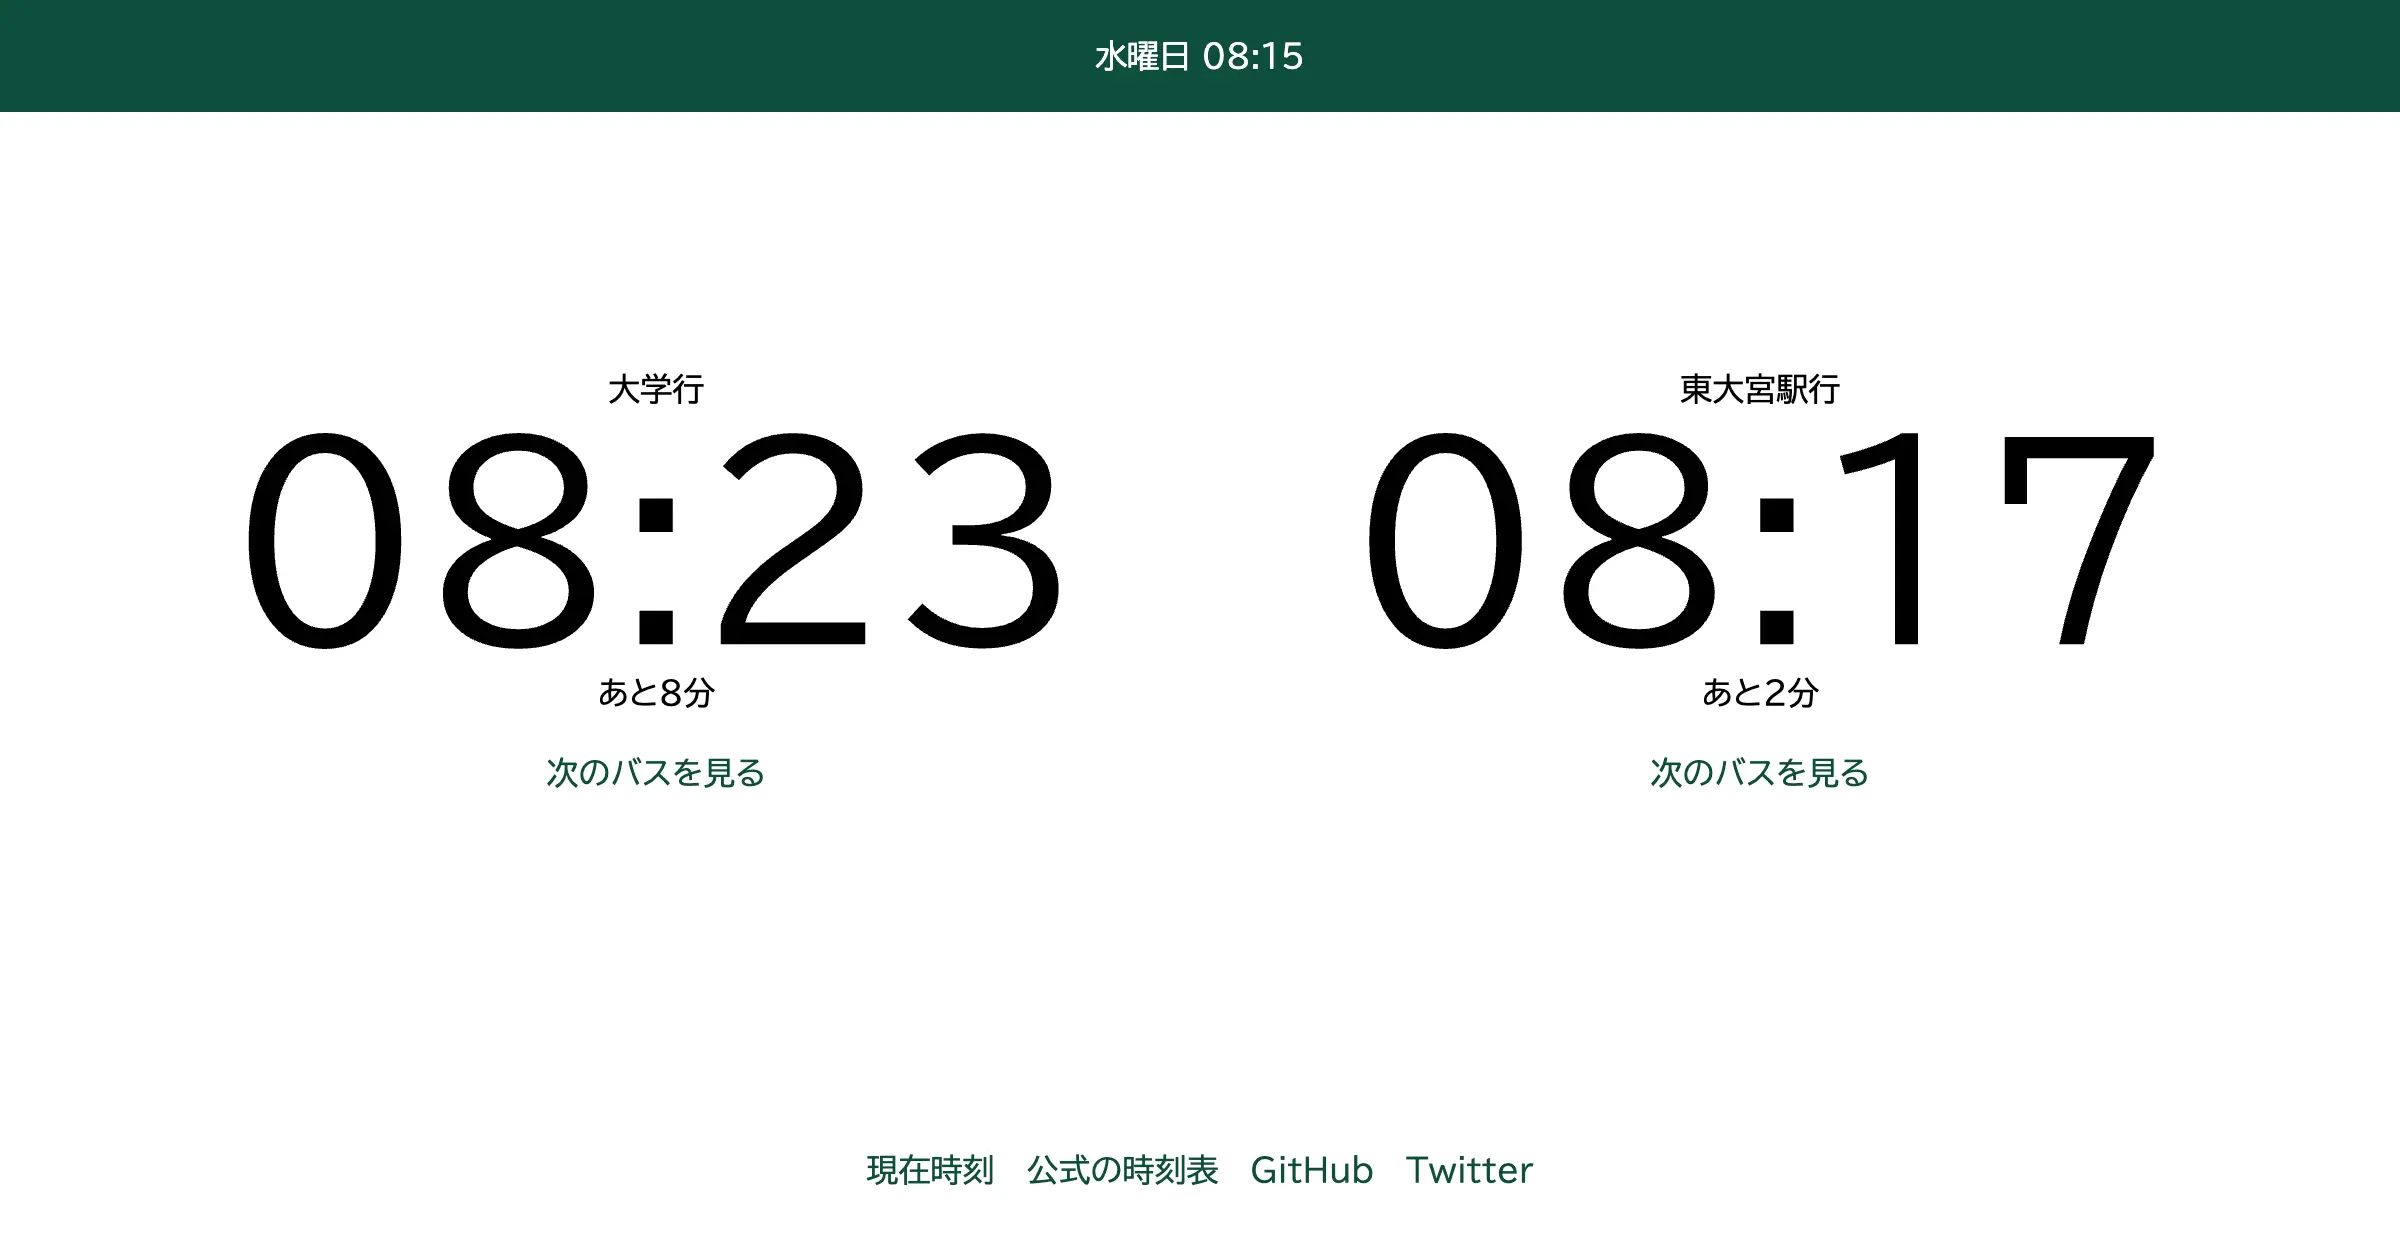 水曜日 08:15
大学行
08:23
あと8分
次のバスを見る
東大宮駅行
08:17
あと2分
次のバスを見る
現在時刻 公式の時刻表 GitHub Twitter